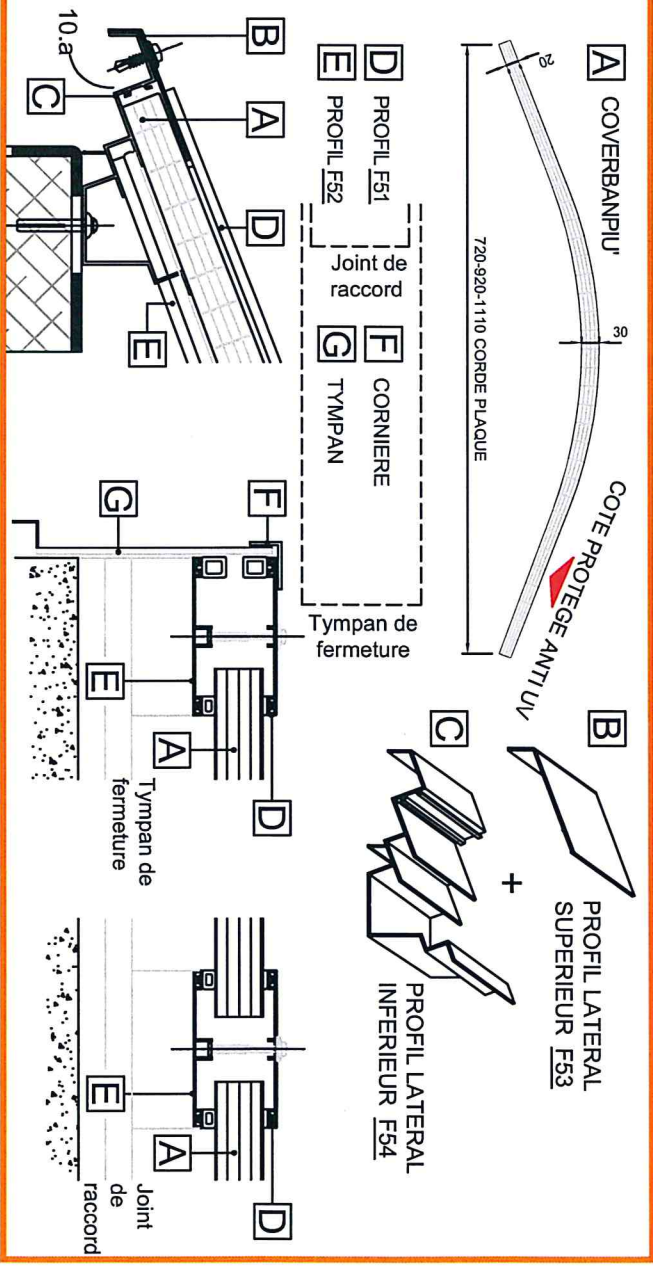 A COVERBANPIU'
20
30
720-920-1110 CORDE PLAQUE
COTE PROTEGE ANTI UV
B PROFIL LATERAL
SUPERIEUR F53
+
C PROFIL LATERAL
INFERIEUR F54
D PROFIL F51
E PROFIL F52
Joint de
raccord
F CORNIERE
G TYMPAN
Tympan de
fermeture
B
A
D
C
10.a
E
F
G
E
A
D
Tympan de
fermeture
E
A
D
Joint
de
raccord